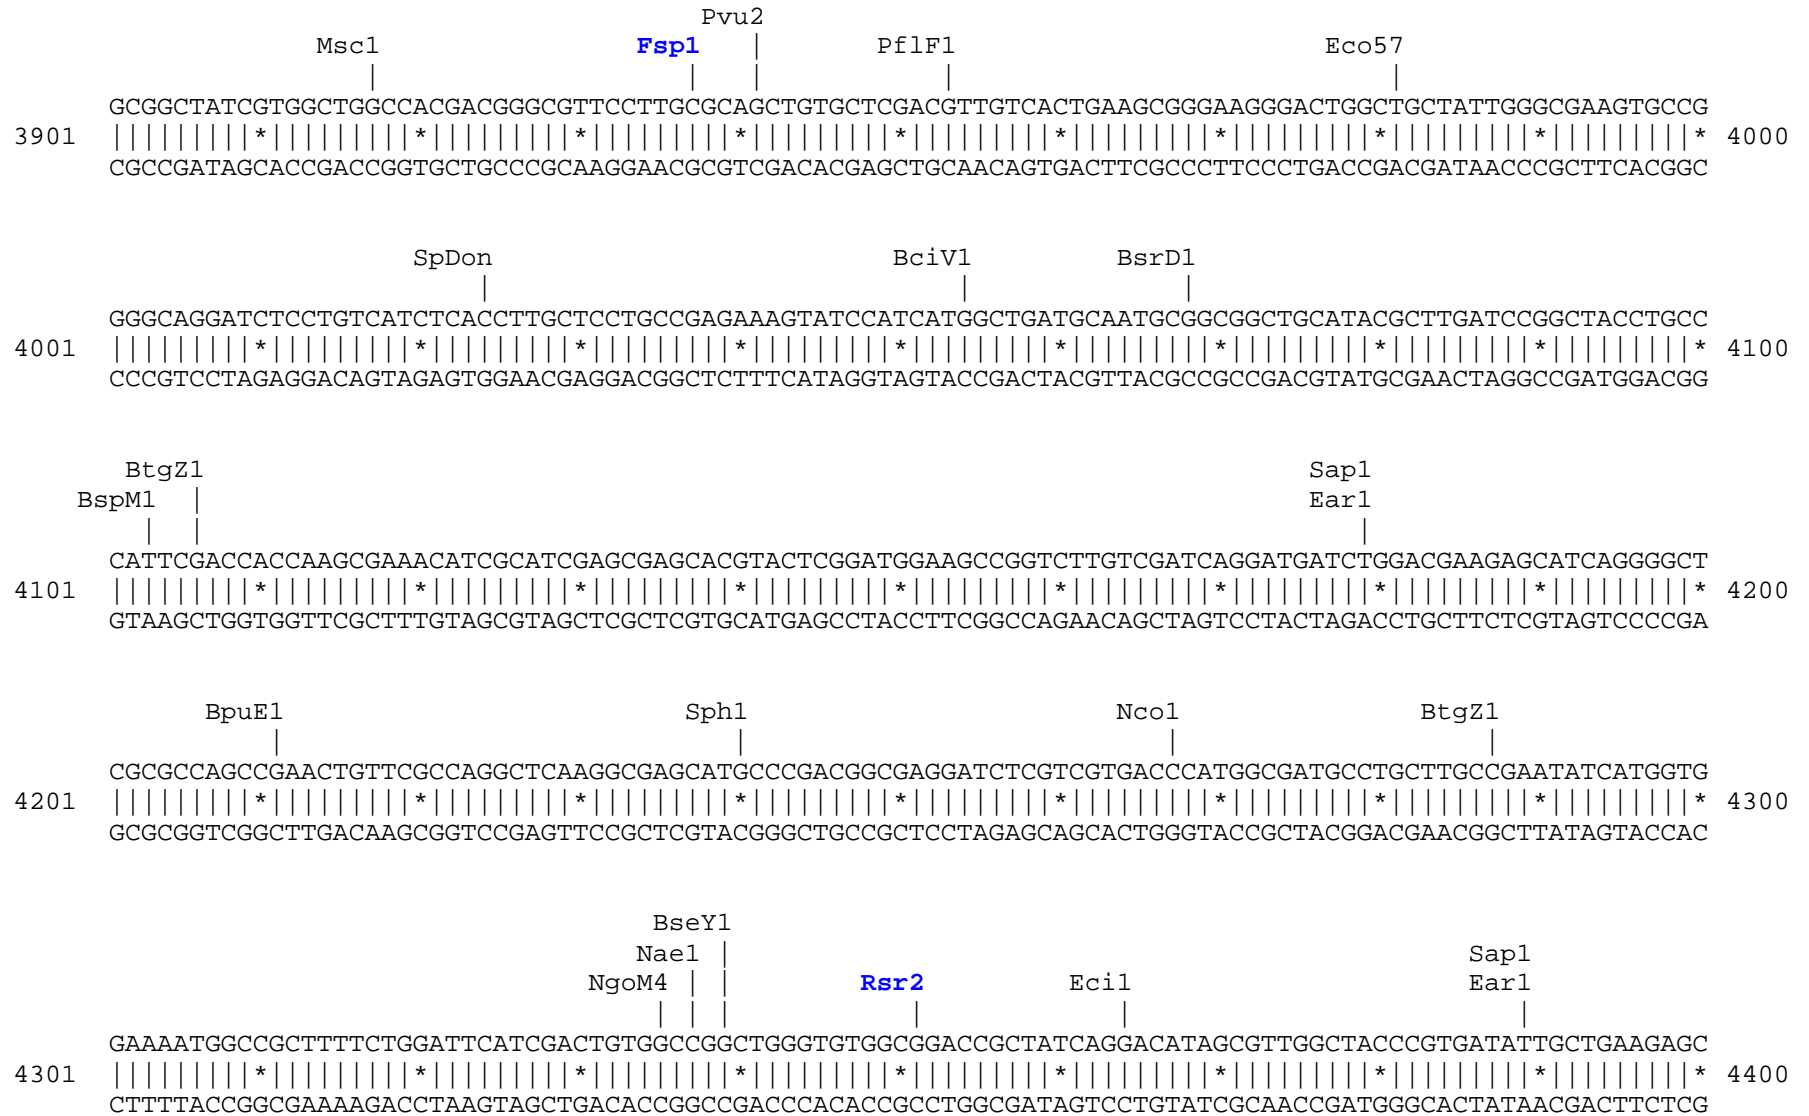 Pvu2
Msc1 Fsp1 | PflF1 Eco57
| | | | |
GCGGCTATCGTGGCTGGCCACGACGGGCGTTCCTTGCGCAGCTGTGCTCGACGTTGTCACTGAAGCGGGAAGGGACTGGCTGCTATTGGGCGAAGTGCCG
3901 |||||||||*|||||||||*|||||||||*|||||||||*|||||||||*|||||||||*|||||||||*|||||||||*|||||||||*|||||||||* 4000
CGCCGATAGCACCGACCGGTGCTGCCCGCAAGGAACGCGTCGACACGAGCTGCAACAGTGACTTCGCCCTTCCCTGACCGACGATAACCCGCTTCACGGC
SpDon BciV1 BsrD1
| | |
GGGCAGGATCTCCTGTCATCTCACCTTGCTCCTGCCGAGAAAGTATCCATCATGGCTGATGCAATGCGGCGGCTGCATACGCTTGATCCGGCTACCTGCC
4001 |||||||||*|||||||||*|||||||||*|||||||||*|||||||||*|||||||||*|||||||||*|||||||||*|||||||||*|||||||||* 4100
CCCGTCCTAGAGGACAGTAGAGTGGAACGAGGACGGCTCTTTCATAGGTAGTACCGACTACGTTACGCCGCCGACGTATGCGAACTAGGCCGATGGACGG
BtgZ1 Sap1
BspM1 | Ear1
| | |
CATTCGACCACCAAGCGAAACATCGCATCGAGCGAGCACGTACTCGGATGGAAGCCGGTCTTGTCGATCAGGATGATCTGGACGAAGAGCATCAGGGGCT
4101 |||||||||*|||||||||*|||||||||*|||||||||*|||||||||*|||||||||*|||||||||*|||||||||*|||||||||*|||||||||* 4200
GTAAGCTGGTGGTTCGCTTTGTAGCGTAGCTCGCTCGTGCATGAGCCTACCTTCGGCCAGAACAGCTAGTCCTACTAGACCTGCTTCTCGTAGTCCCCGA
BpuE1 Sph1 Nco1 BtgZ1
| | | |
CGCGCCAGCCGAACTGTTCGCCAGGCTCAAGGCGAGCATGCCCGACGGCGAGGATCTCGTCGTGACCCATGGCGATGCCTGCTTGCCGAATATCATGGTG
4201 |||||||||*|||||||||*|||||||||*|||||||||*|||||||||*|||||||||*|||||||||*|||||||||*|||||||||*|||||||||* 4300
GCGCGGTCGGCTTGACAAGCGGTCCGAGTTCCGCTCGTACGGGCTGCCGCTCCTAGAGCAGCACTGGGTACCGCTACGGACGAACGGCTTATAGTACCAC
BseY1
Nae1 | Sap1
NgoM4 | | Rsr2 Eci1 Ear1
| | | | | |
GAAAATGGCCGCTTTTCTGGATTCATCGACTGTGGCCGGCTGGGTGTGGCGGACCGCTATCAGGACATAGCGTTGGCTACCCGTGATATTGCTGAAGAGC
4301 |||||||||*|||||||||*|||||||||*|||||||||*|||||||||*|||||||||*|||||||||*|||||||||*|||||||||*|||||||||* 4400
CTTTTACCGGCGAAAAGACCTAAGTAGCTGACACCGGCCGACCCACACCGCCTGGCGATAGTCCTGTATCGCAACCGATGGGCACTATAACGACTTCTCG